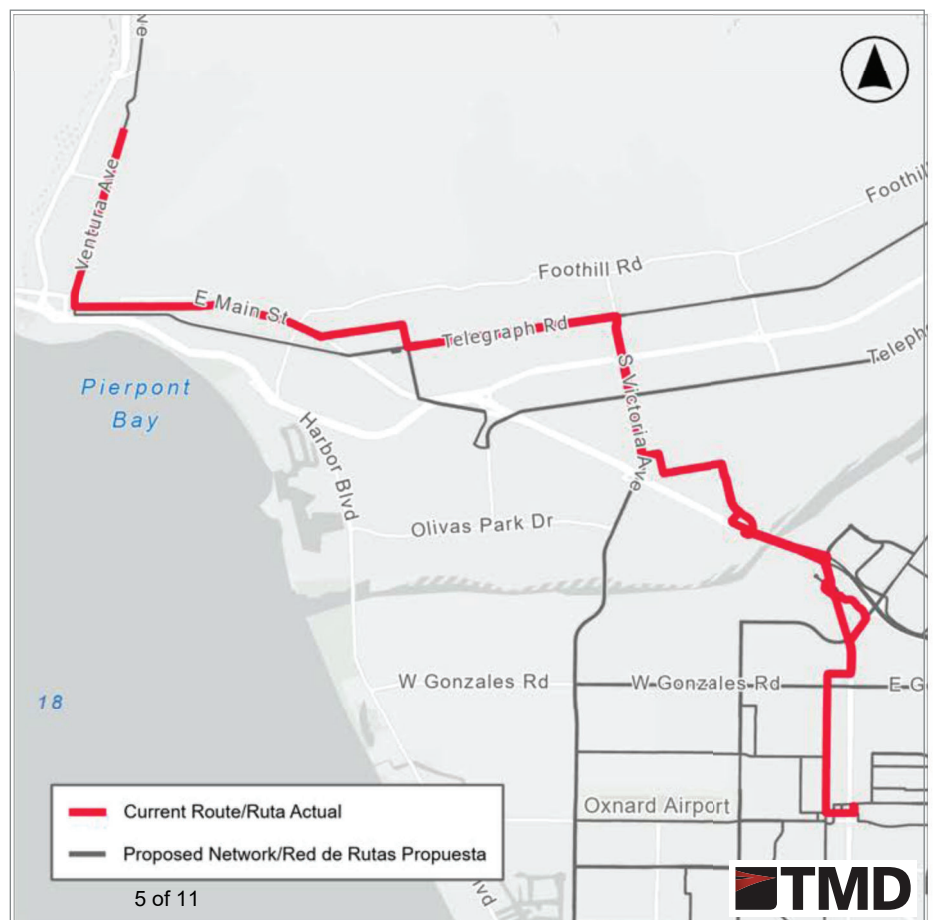 ve
Ventura Ave
Foothill
Foothill Rd
E Main St
Telegraph Rd
Teleph
S Victoria Ave
Pierpont
Bay
Harbor Blvd
Olivas Park Dr
W Gonzales Rd
W Gonzales Rd
E G
18
Oxnard Airport
Current Route/Ruta Actual
Proposed Network/Red de Rutas Propuesta
lvd
5 of 11
TMD